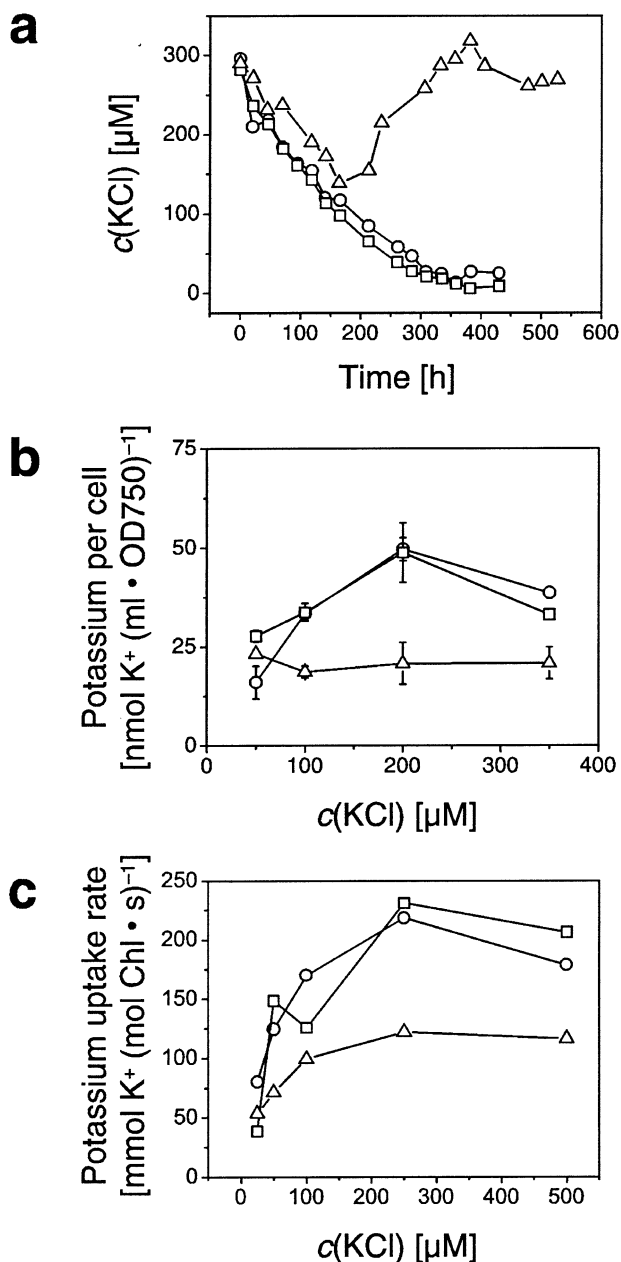 a
c(KCl) [µM]
300
200
100
0
0 100 200 300 400 500 600
Time [h]
b
Potassium per cell
[nmol K⁺ (ml • OD750)⁻¹]
75
50
25
0
0 100 200 300 400
c(KCl) [µM]
c
Potassium uptake rate
[mmol K⁺ (mol Chl • s)⁻¹]
250
200
150
100
50
0
0 100 200 300 400 500
c(KCl) [µM]